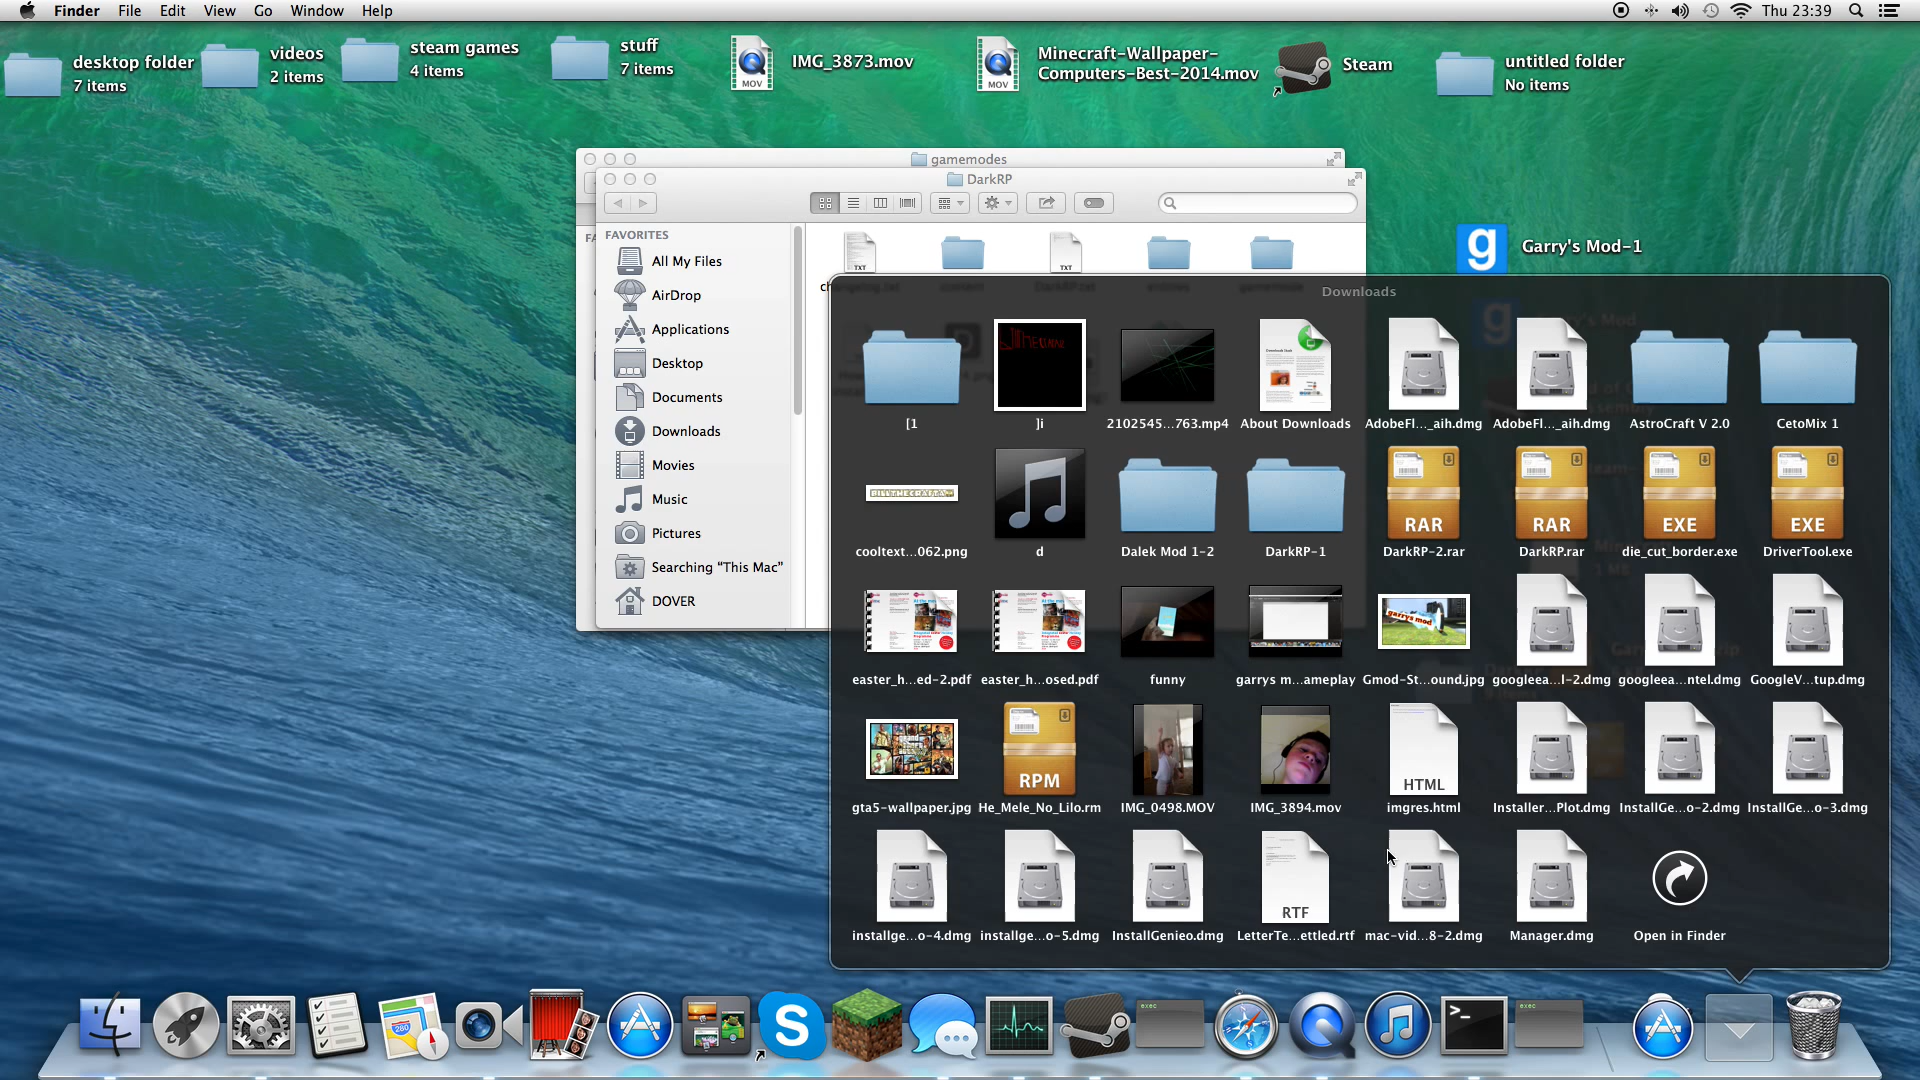 Finder File Edit View Go Window Help
Thu 23:39
desktop folder
7 items
videos
2 items
steam games
4 items
stuff
7 items
IMG_3873.mov
MOV
Minecraft-Wallpaper-
Computers-Best-2014.mov
MOV
Steam
untitled folder
No items
gamemodes
DarkRP
FAVORITES
All My Files
AirDrop
Applications
Desktop
Documents
Downloads
Movies
Music
Pictures
Searching “This Mac”
DOVER
TXT
TXT
Garry's Mod-1
Downloads
[1
]i
2102545...763.mp4
About Downloads
AdobeFl..._aih.dmg
AdobeFl..._aih.dmg
AstroCraft V 2.0
CetoMix 1
RAR
RAR
EXE
EXE
cooltext...062.png
d
Dalek Mod 1-2
DarkRP-1
DarkRP-2.rar
DarkRP.rar
die_cut_border.exe
DriverTool.exe
garrys mod
easter_h...ed-2.pdf
easter_h...osed.pdf
funny
garrys m...ameplay
Gmod-St...ound.jpg
googleea...l-2.dmg
googleea...ntel.dmg
GoogleV...tup.dmg
RPM
HTML
gta5-wallpaper.jpg
He_Mele_No_Lilo.rm
IMG_0498.MOV
IMG_3894.mov
imgres.html
Installer...Plot.dmg
InstallGe...o-2.dmg
InstallGe...o-3.dmg
RTF
installge...o-4.dmg
installge...o-5.dmg
InstallGenieo.dmg
LetterTe...ettled.rtf
mac-vid...8-2.dmg
Manager.dmg
Open in Finder
280
exec
exec